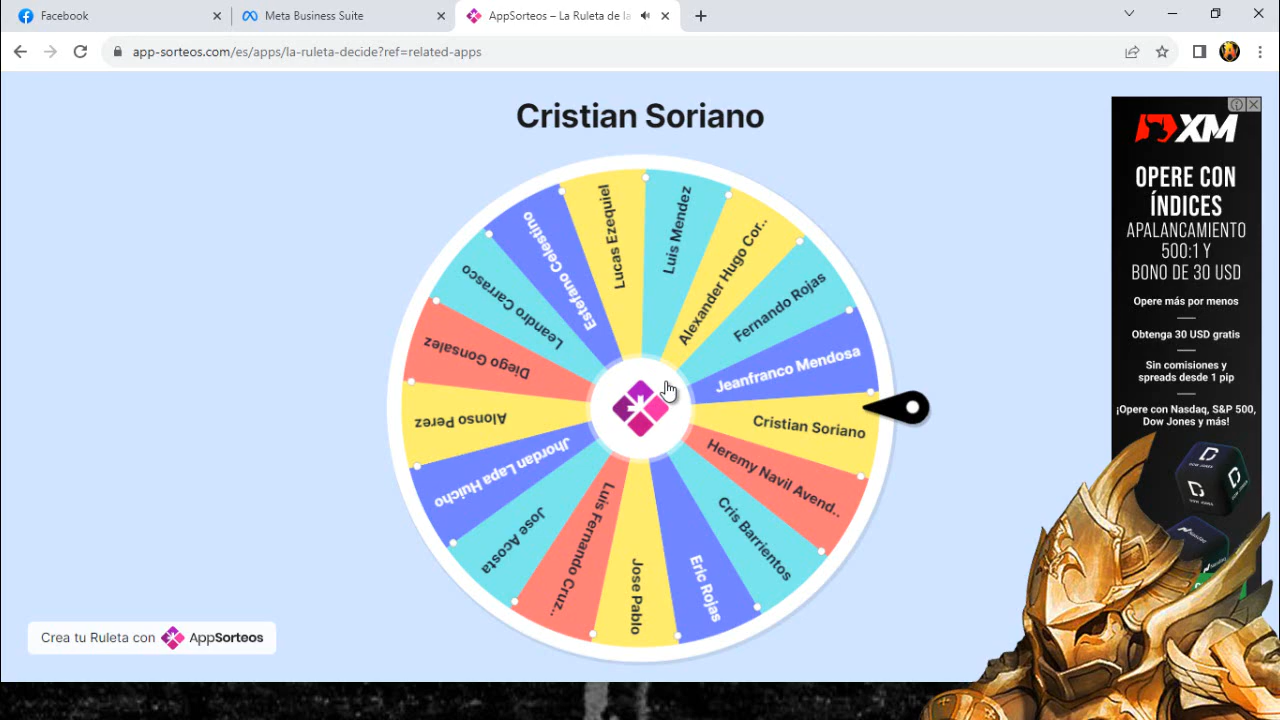 Facebook
Meta Business Suite
AppSorteos – La Ruleta de la
app-sorteos.com/es/apps/la-ruleta-decide?ref=related-apps
Cristian Soriano
Lucas Ezequiel
Luis Mendez
Alexander Hugo Cor..
Fernando Rojas
Jeanfranco Mendosa
Cristian Soriano
Heremy Navil Avend..
Cris Barrientos
Eric Rojas
Jose Pablo
Luis Fernando Cruz..
Jose Acosta
Jhordan Lapa Huicho
Alonso Perez
Diego Gonsalez
Leandro Carrasco
Estefano Celestino
Crea tu Ruleta con AppSorteos
XM
OPERE CON
ÍNDICES
APALANCAMIENTO
500:1 Y
BONO DE 30 USD
Opere más por menos
Obtenga 30 USD gratis
Sin comisiones y
spreads desde 1 pip
¡Opere con Nasdaq, S&P 500,
Dow Jones y más!
DOW JONES